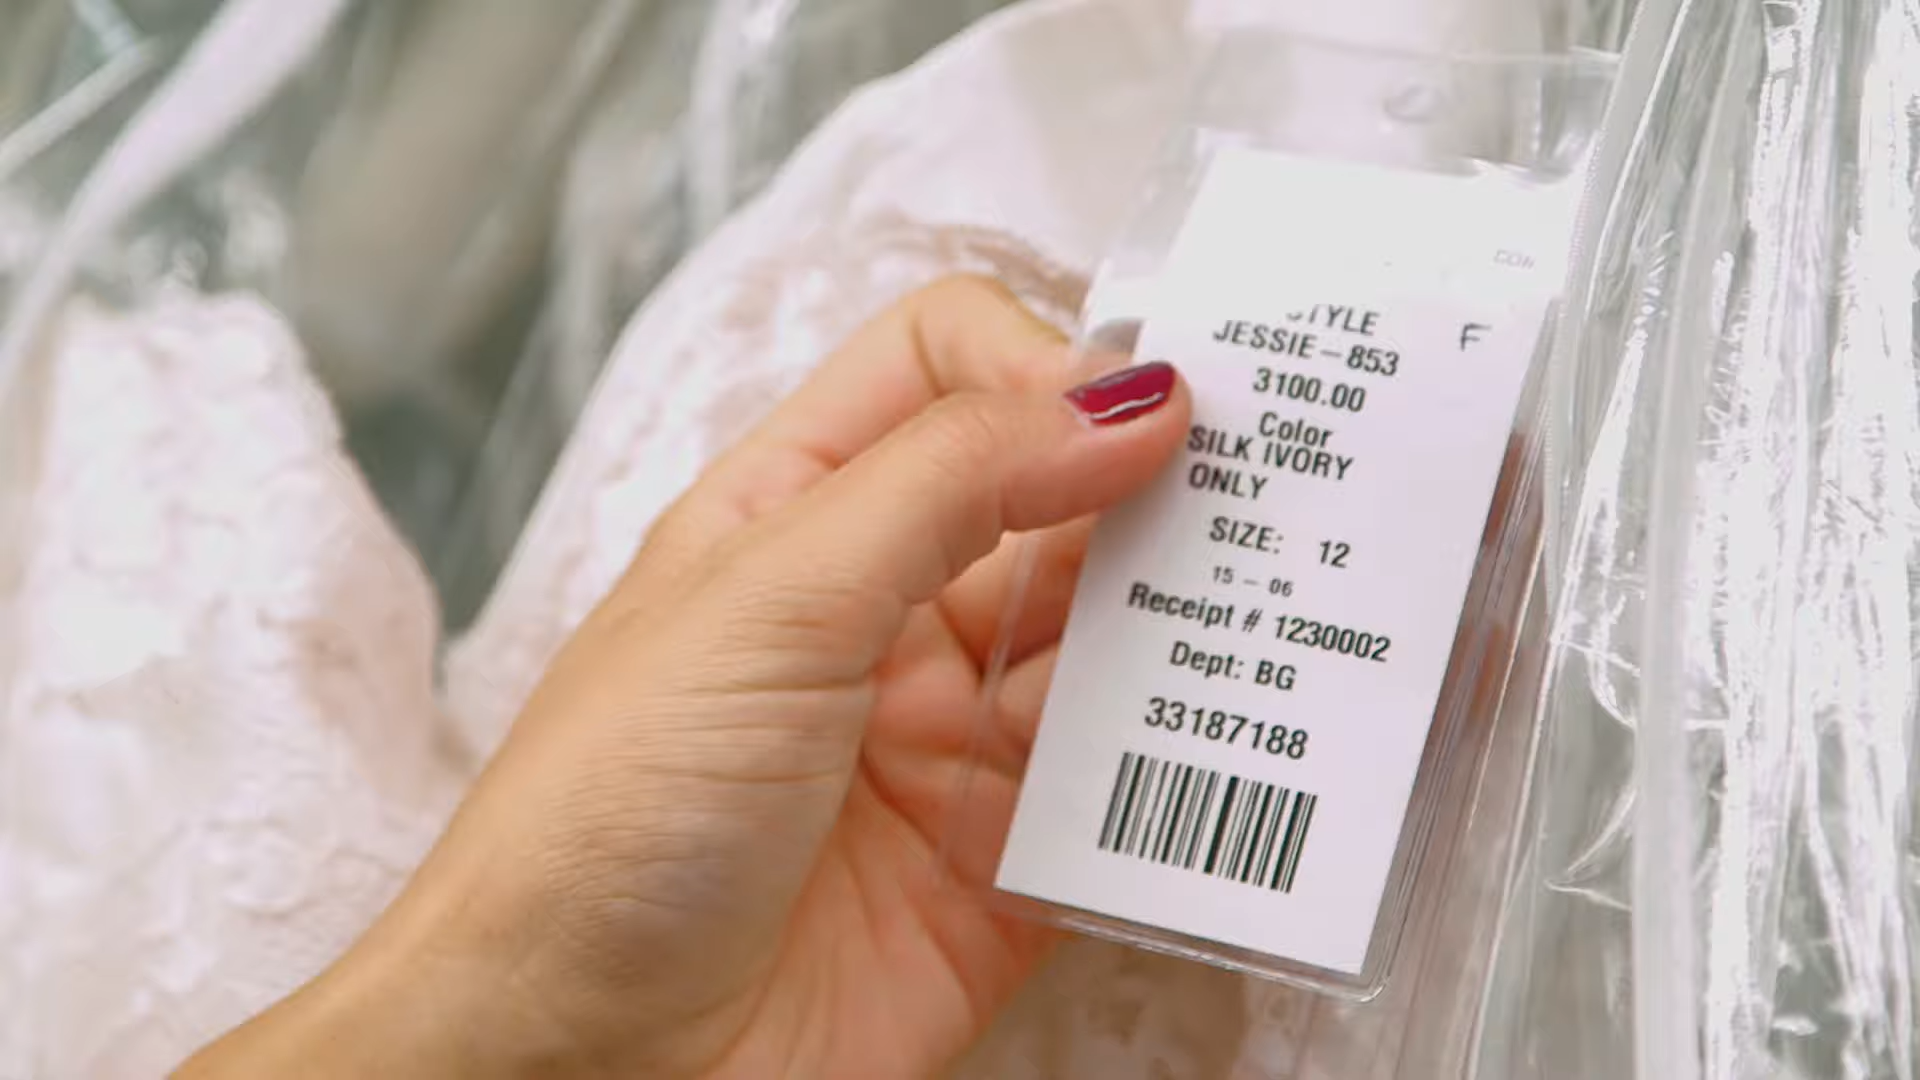 STYLE
F
JESSIE-853
3100.00
Color
SILK IVORY
ONLY
SIZE: 12
15 - 06
Receipt # 1230002
Dept: BG
33187188